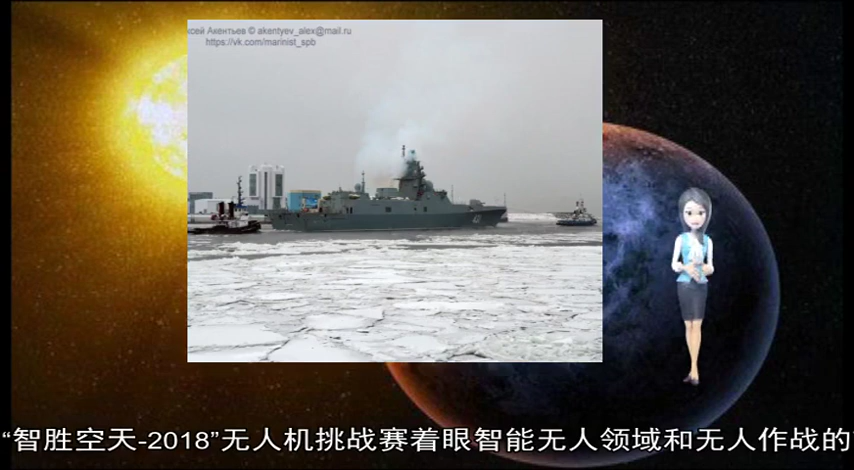 ксей Акентьев © akentyev_alex@mail.ru
https://vk.com/marinist_spb
“智胜空天-2018”无人机挑战赛着眼智能无人领域和无人作战的